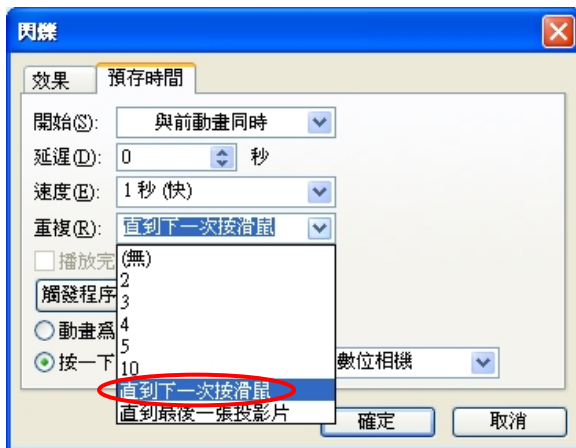 閃爍
效果 預存時間
開始(S): 與前動畫同時
延遲(D): 0 秒
速度(E): 1 秒 (快)
重複(R): 直到下一次按滑鼠
播放完
(無)
2
觸發程序
3
動畫為
4
5
按一下
10
數位相機
直到下一次按滑鼠
直到最後一張投影片
確定 取消